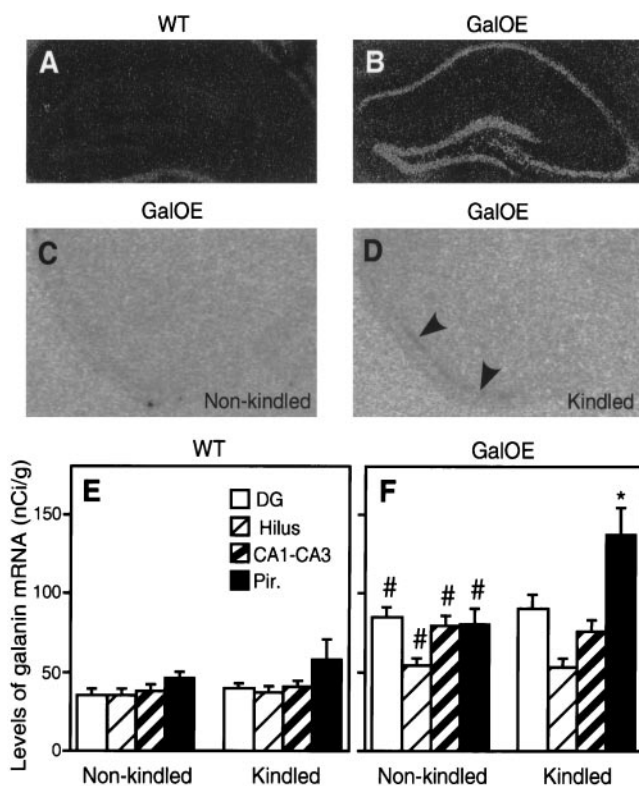 WT
GalOE
A
B
GalOE
GalOE
C
D
Non-kindled
Kindled
WT
GalOE
Levels of galanin mRNA (nCi/g)
150
100
50
0
E
DG
Hilus
CA1-CA3
Pir.
F
*
#
#
#
#
Non-kindled
Kindled
Non-kindled
Kindled